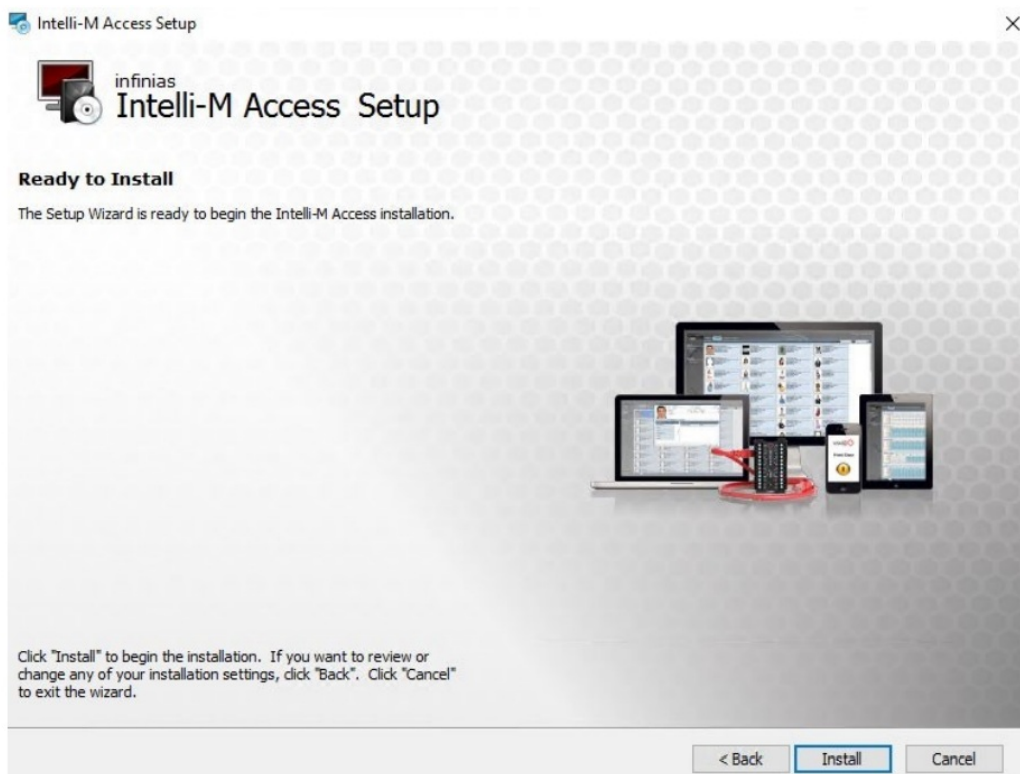 Intelli-M Access Setup
infinias
Intelli-M Access  Setup
Ready to Install
The Setup Wizard is ready to begin the Intelli-M Access installation.
Click "Install" to begin the installation.  If you want to review or
change any of your installation settings, click "Back".  Click "Cancel"
to exit the wizard.
< Back
Install
Cancel